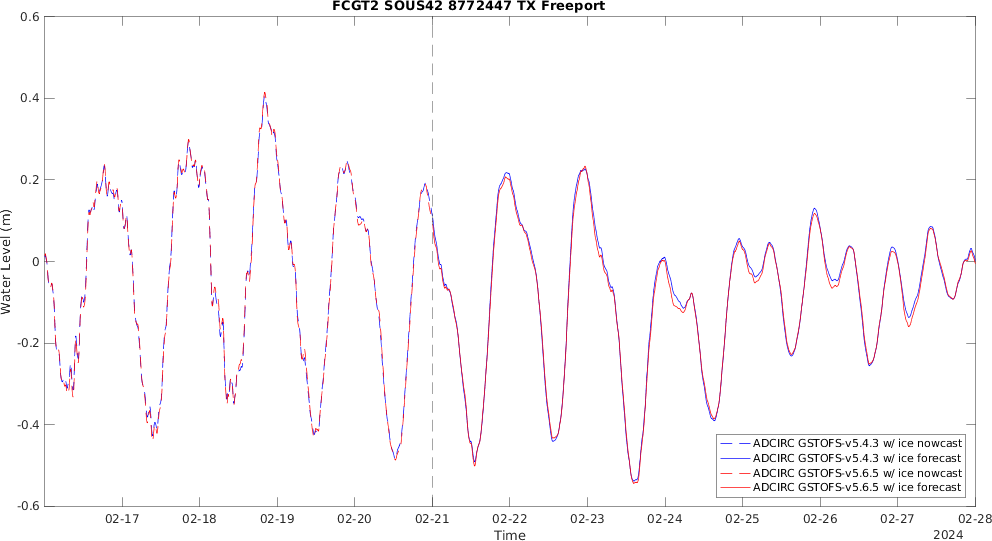 FCGT2 SOUS42 8772447 TX Freeport
0.6
0.4
0.2
0
-0.2
-0.4
-0.6
Water Level (m)
ADCIRC GSTOFS-v5.4.3 w/ ice nowcast
ADCIRC GSTOFS-v5.4.3 w/ ice forecast
ADCIRC GSTOFS-v5.6.5 w/ ice nowcast
ADCIRC GSTOFS-v5.6.5 w/ ice forecast
02-17 02-18 02-19 02-20 02-21 02-22 02-23 02-24 02-25 02-26 02-27 02-28
Time
2024